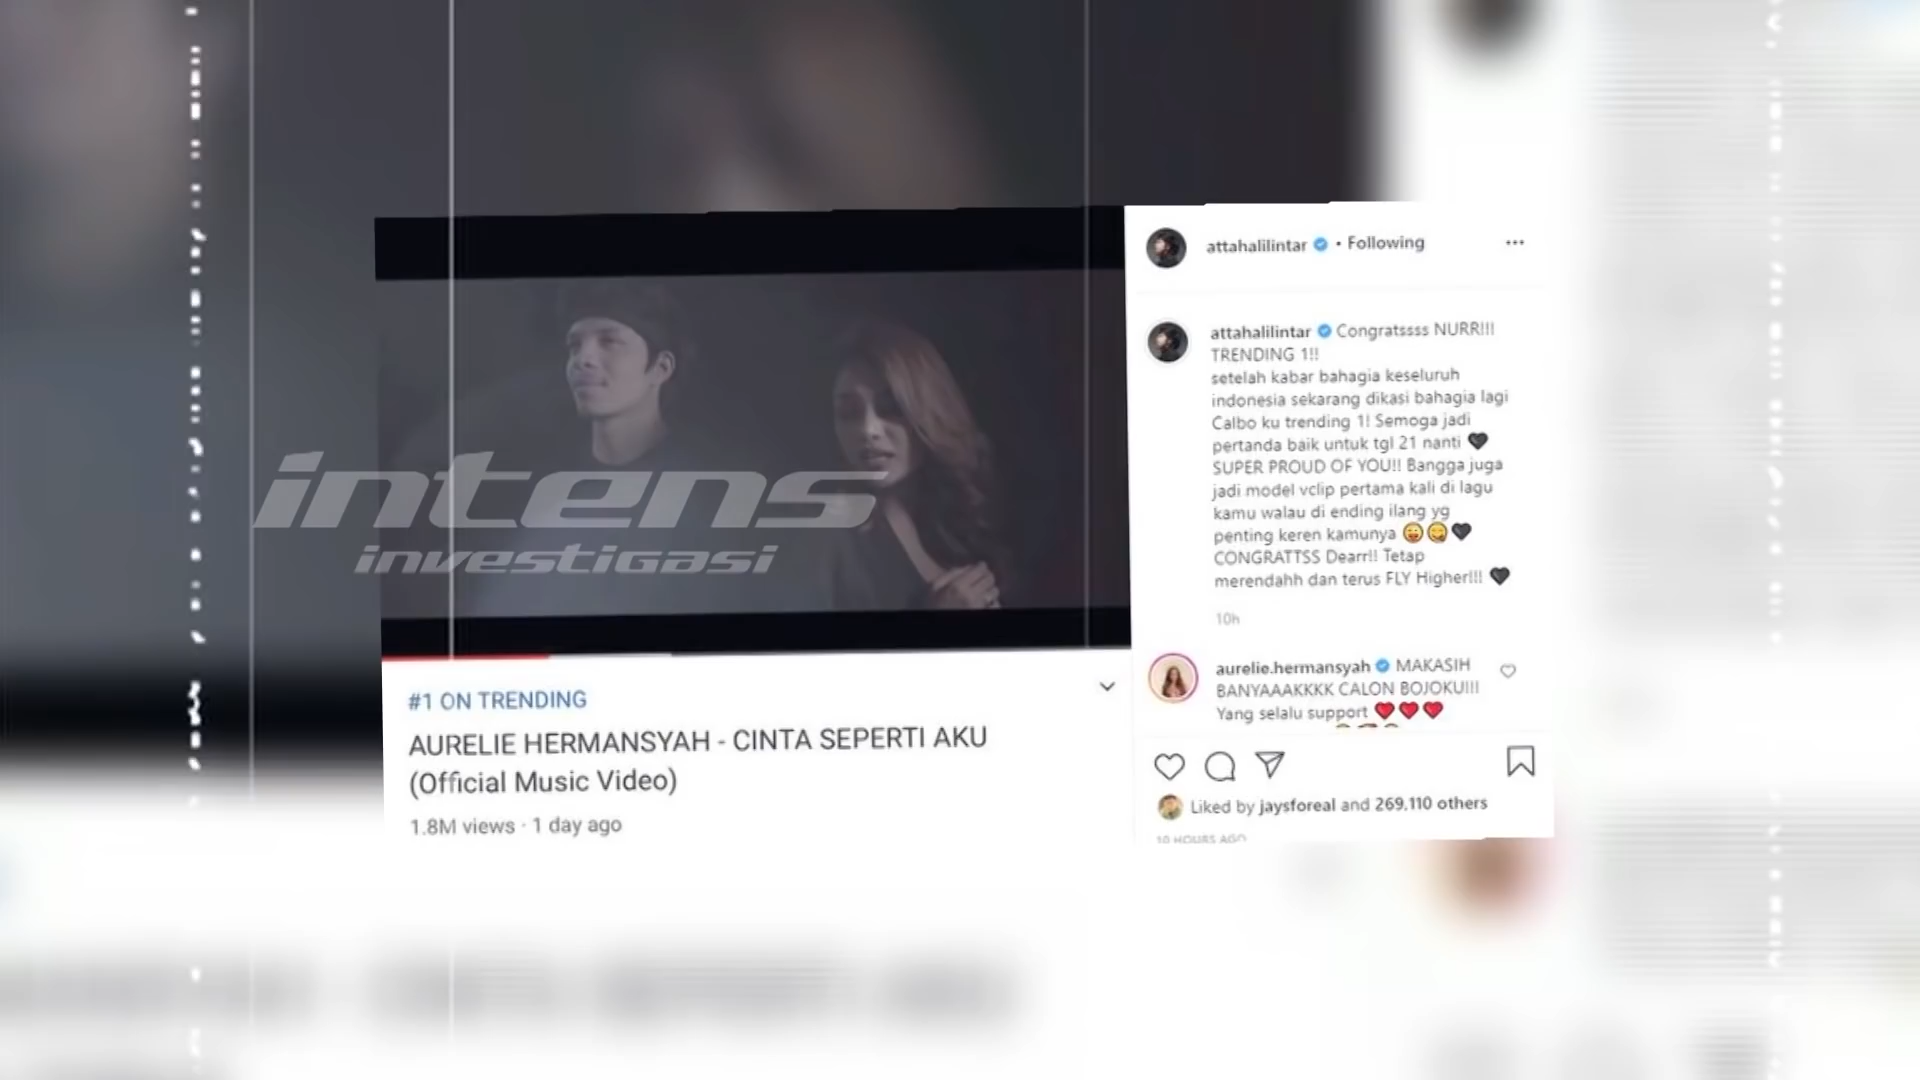 intens
investigasi
#1 ON TRENDING
AURELIE HERMANSYAH - CINTA SEPERTI AKU
(Official Music Video)
1.8M views · 1 day ago
attahalilintar • Following
attahalilintar Congratssss NURR!!!
TRENDING 1!!
setelah kabar bahagia keseluruh
indonesia sekarang dikasi bahagia lagi
Calbo ku trending 1! Semoga jadi
pertanda baik untuk tgl 21 nanti 🖤
SUPER PROUD OF YOU!! Bangga juga
jadi model vclip pertama kali di lagu
kamu walau di ending ilang yg
penting keren kamunya 😜😋🖤
CONGRATTSS Dearr!! Tetap
merendahh dan terus FLY Higher!!! 🖤
10h
aurelie.hermansyah MAKASIH
BANYAAAKKKK CALON BOJOKU!!!
Yang selalu support ❤️❤️❤️
Liked by jaysforeal and 269,110 others
10 HOURS AGO